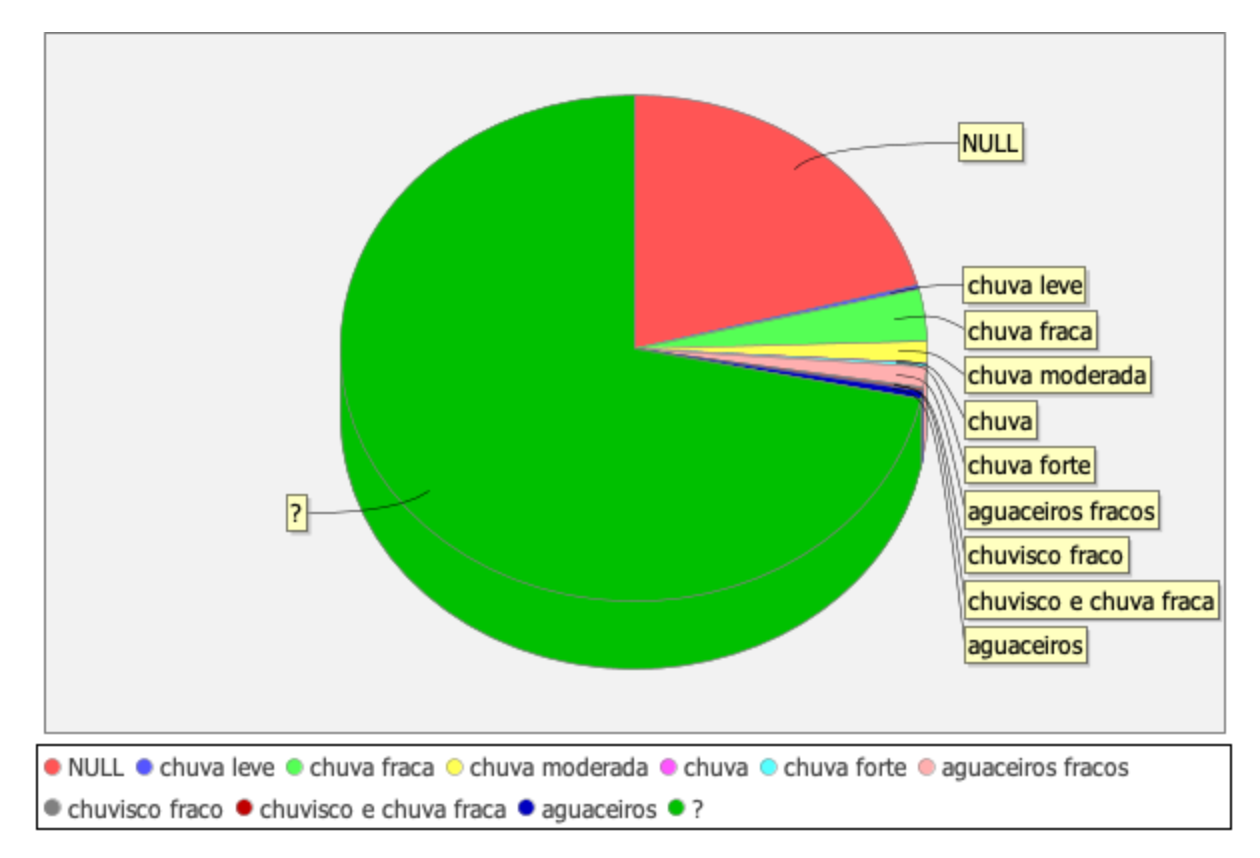 NULL
chuva leve
chuva fraca
chuva moderada
chuva
chuva forte
aguaceiros fracos
?
chuvisco fraco
chuvisco e chuva fraca
aguaceiros
NULL chuva leve chuva fraca chuva moderada chuva chuva forte aguaceiros fracos
chuvisco fraco chuvisco e chuva fraca aguaceiros ?